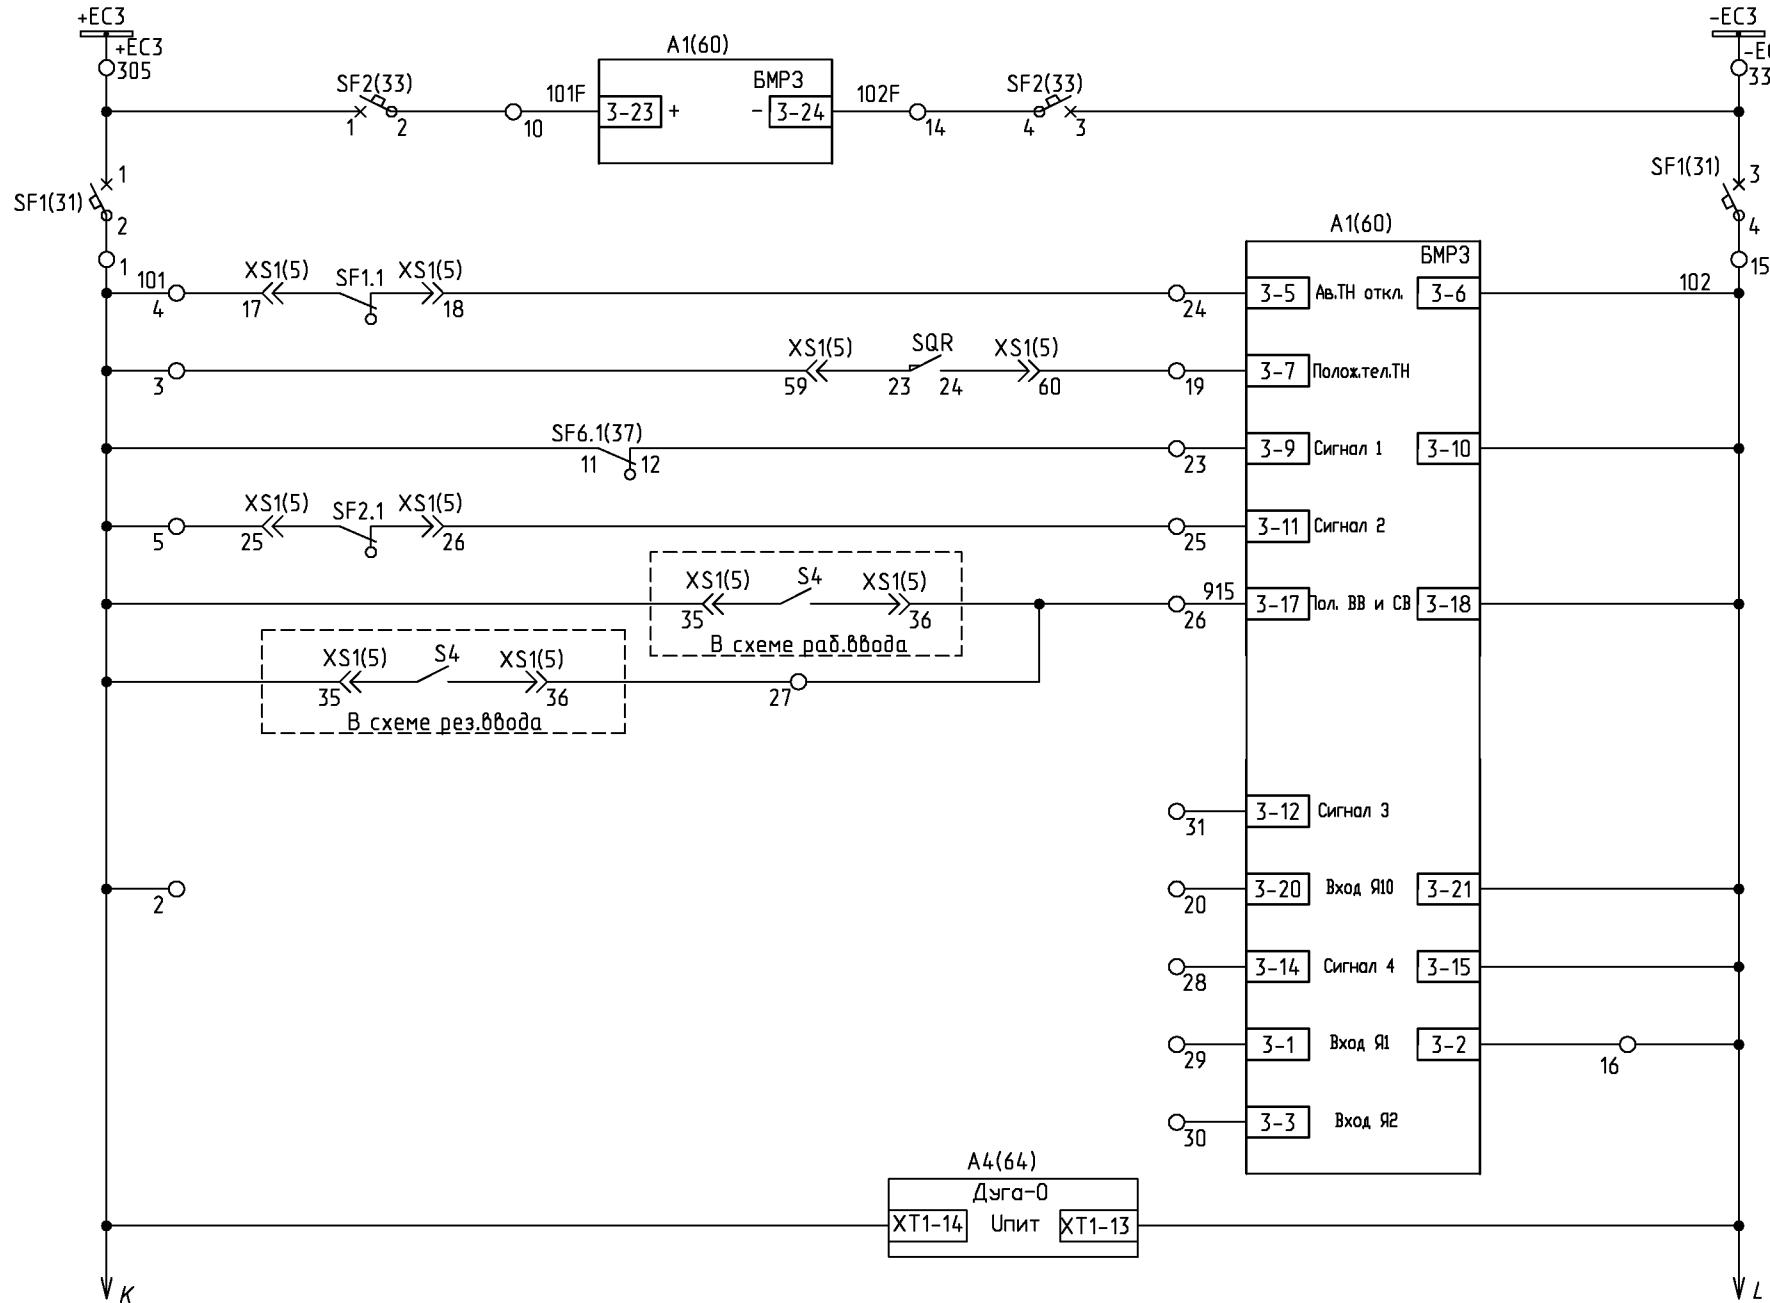 +ЕС3 -ЕС3
+ЕС3
305 33
А1(60)
SF2(33) БМРЗ SF2(33)
101F 3-23 + - 3-24 102F
1 2 10 14 4 3
1 SF1(31) 3
SF1(31)
2 4
1 15
А1(60)
БМРЗ
101 XS1(5) SF1.1 XS1(5) 3-5 Ав.ТН откл. 3-6 102
4 17 18 24
XS1(5) SQR XS1(5)
3 59 23 24 60 19 3-7 Полож.тел.ТН
SF6.1(37)
11 12 23 3-9 Сигнал 1 3-10
XS1(5) SF2.1 XS1(5)
5 25 26 25 3-11 Сигнал 2
XS1(5) S4 XS1(5) 915
35 36 26 3-17 Пол. ВВ и СВ 3-18
В схеме раб.ввода
XS1(5) S4 XS1(5)
35 36 27
В схеме рез.ввода
31 3-12 Сигнал 3
2 20 3-20 Вход Я10 3-21
28 3-14 Сигнал 4 3-15
29 3-1 Вход Я1 3-2 16
30 3-3 Вход Я2
А4(64)
Дуга-О
ХТ1-14 Uпит ХТ1-13
K L